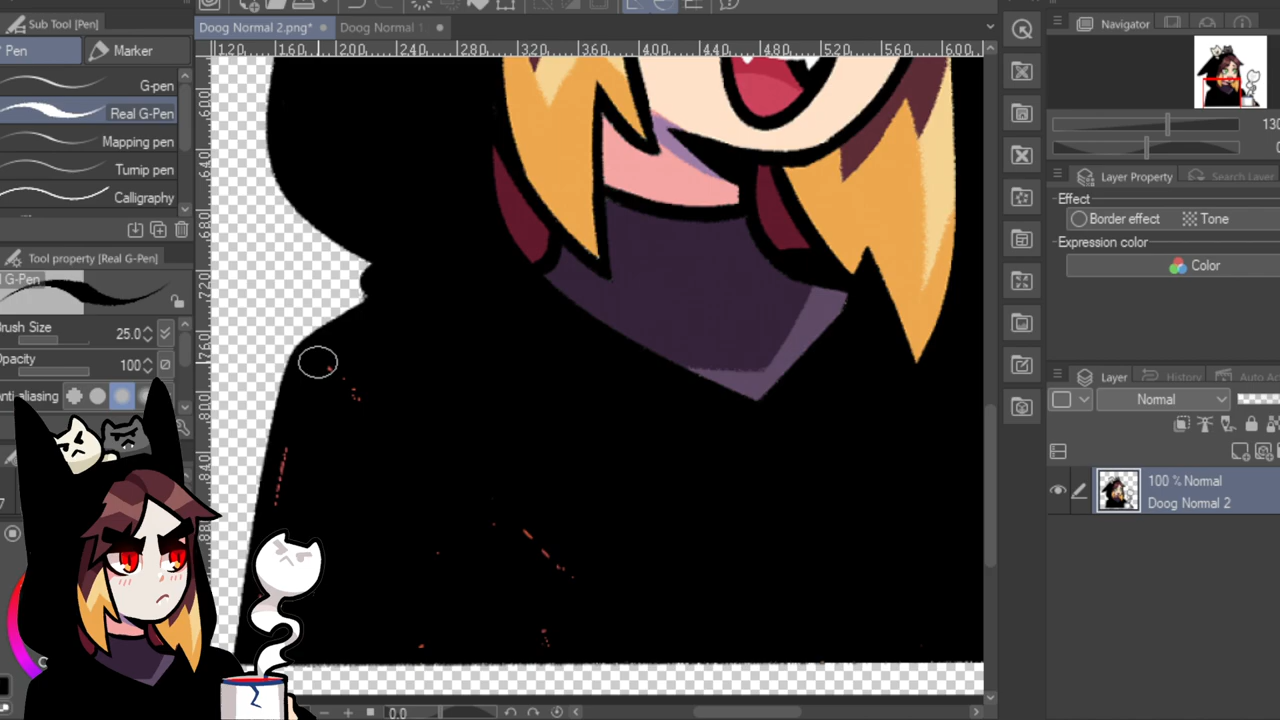 Doog Normal 2.png*
Doog Normal 1
Sub Tool [Pen]
Pen
Marker
G-pen
Real G-Pen
Mapping pen
Turnip pen
Calligraphy
Tool property [Real G-Pen]
l G-Pen
Brush Size
25.0
Opacity
100
Anti-aliasing
120 160 200 240 280 320 360 400 440 480 520 560 600
600
640
680
720
760
800
840
880
0.0
Navigator
130
Layer Property
Search Layer
Effect
Border effect
Tone
Expression color
Color
Layer
History
Auto Ac
Normal
100 % Normal
Doog Normal 2